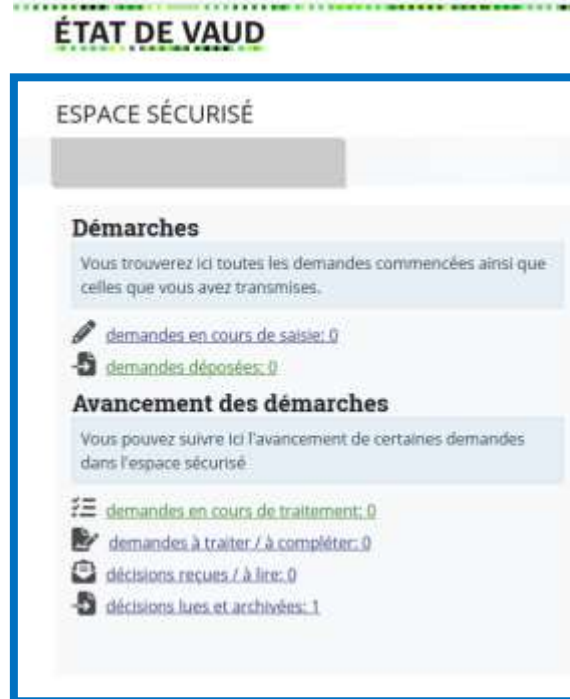 ÉTAT DE VAUD
ESPACE SÉCURISÉ
Démarches
Vous trouverez ici toutes les demandes commencées ainsi que
celles que vous avez transmises.
demandes en cours de saisie: 0
demandes déposées: 0
Avancement des démarches
Vous pouvez suivre ici l'avancement de certaines demandes
dans l'espace sécurisé
demandes en cours de traitement: 0
demandes à traiter / à compléter: 0
décisions reçues / à lire: 0
décisions lues et archivées: 1